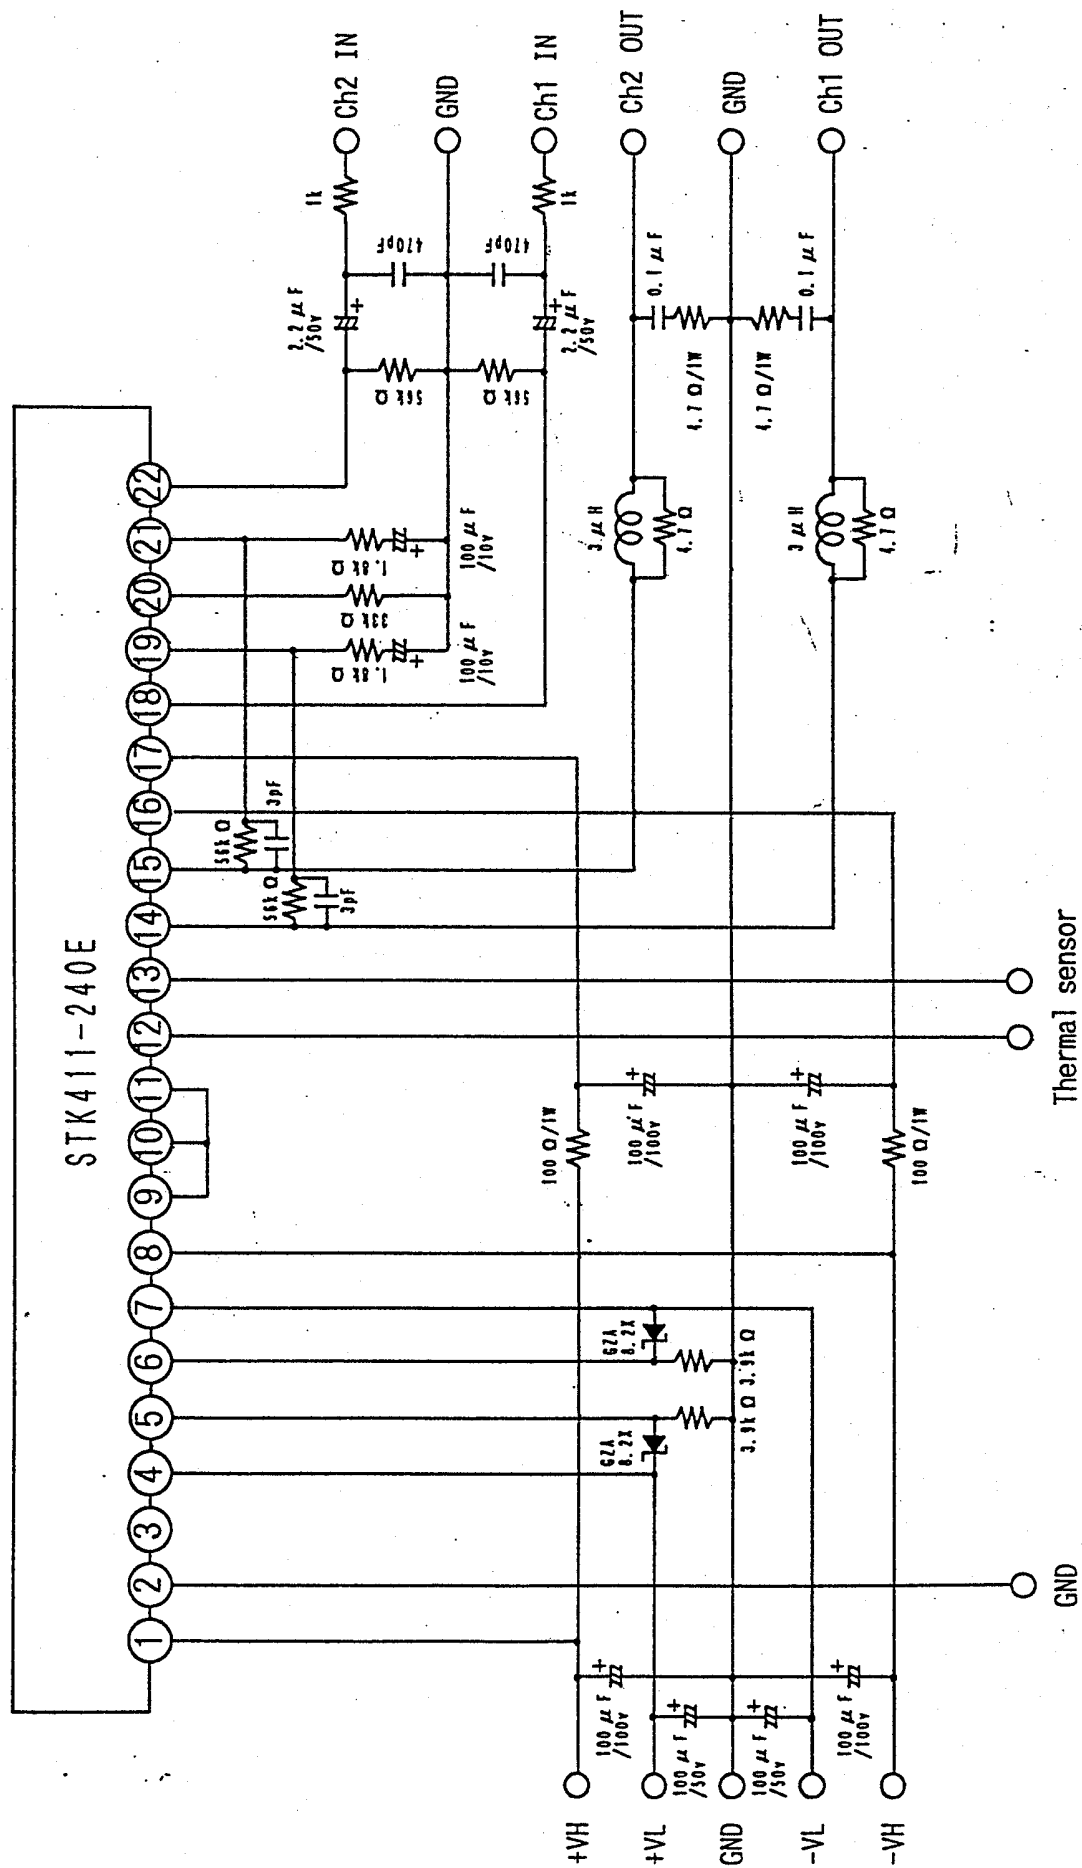 STK411-240E
1
2
3
4
5
6
7
8
9
10
11
12
13
14
15
16
17
18
19
20
21
22
56kΩ
3pF
56kΩ
3pF
1.8kΩ
33kΩ
1.8kΩ
100μF
/10v
100μF
/10v
2.2μF
/50v
56kΩ
56kΩ
2.2μF
/50v
470pF
470pF
1k
1k
Ch2 IN
GND
Ch1 IN
Ch2 OUT
GND
Ch1 OUT
0.1μF
4.7Ω/1W
4.7Ω/1W
0.1μF
3μH
4.7Ω
3μH
4.7Ω
100Ω/1W
100μF
/100v
100μF
/100v
100Ω/1W
GZA
8.2X
3.9kΩ
GZA
8.2X
3.9kΩ
100μF
/100v
100μF
/50v
100μF
/50v
100μF
/100v
+VH
+VL
GND
-VL
-VH
GND
Thermal sensor
+
+
+
+
+
+
+
+
+
+